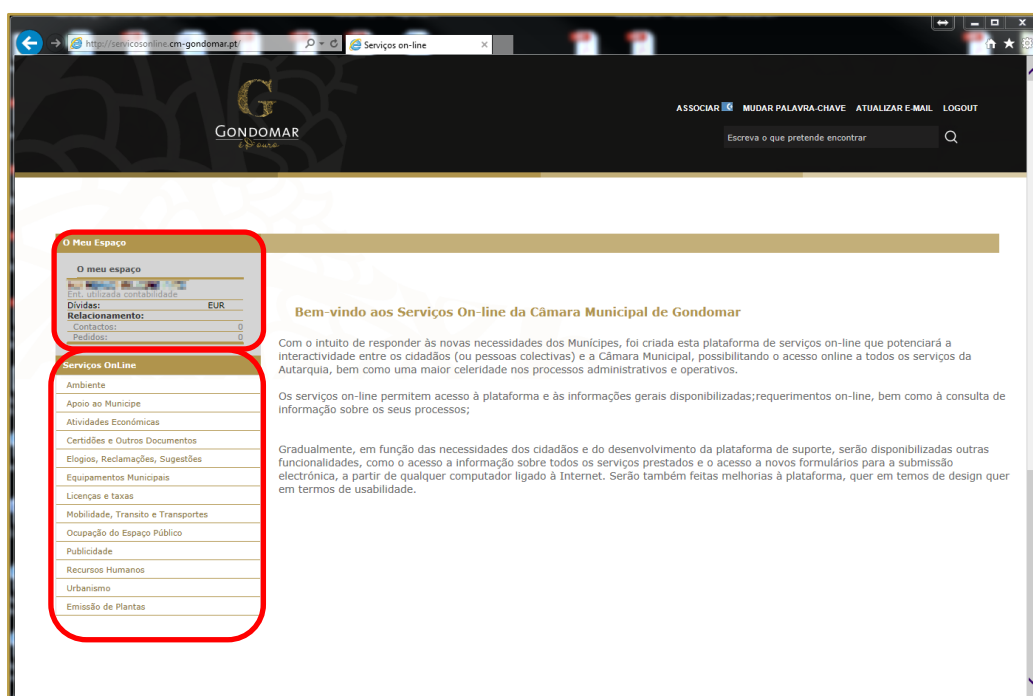 http://servicosonline.cm-gondomar.pt/
Serviços on-line
G
GONDOMAR
é D'ouro
ASSOCIAR MUDAR PALAVRA-CHAVE ATUALIZAR E-MAIL LOGOUT
Escreva o que pretende encontrar
O Meu Espaço
O meu espaço
Ent. utilizada contabilidade
Dívidas: EUR
Relacionamento:
Contactos: 0
Pedidos: 0
Serviços OnLine
Ambiente
Apoio ao Municipe
Atividades Económicas
Certidões e Outros Documentos
Elogios, Reclamações, Sugestões
Equipamentos Municipais
Licenças e taxas
Mobilidade, Transito e Transportes
Ocupação do Espaço Público
Publicidade
Recursos Humanos
Urbanismo
Emissão de Plantas
Bem-vindo aos Serviços On-line da Câmara Municipal de Gondomar
Com o intuito de responder às novas necessidades dos Munícipes, foi criada esta plataforma de serviços on-line que potenciará a
interactividade entre os cidadãos (ou pessoas colectivas) e a Câmara Municipal, possibilitando o acesso online a todos os serviços da
Autarquia, bem como uma maior celeridade nos processos administrativos e operativos.
Os serviços on-line permitem acesso à plataforma e às informações gerais disponibilizadas;requerimentos on-line, bem como à consulta de
informação sobre os seus processos;
Gradualmente, em função das necessidades dos cidadãos e do desenvolvimento da plataforma de suporte, serão disponibilizadas outras
funcionalidades, como o acesso a informação sobre todos os serviços prestados e o acesso a novos formulários para a submissão
electrónica, a partir de qualquer computador ligado à Internet. Serão também feitas melhorias à plataforma, quer em temos de design quer
em termos de usabilidade.